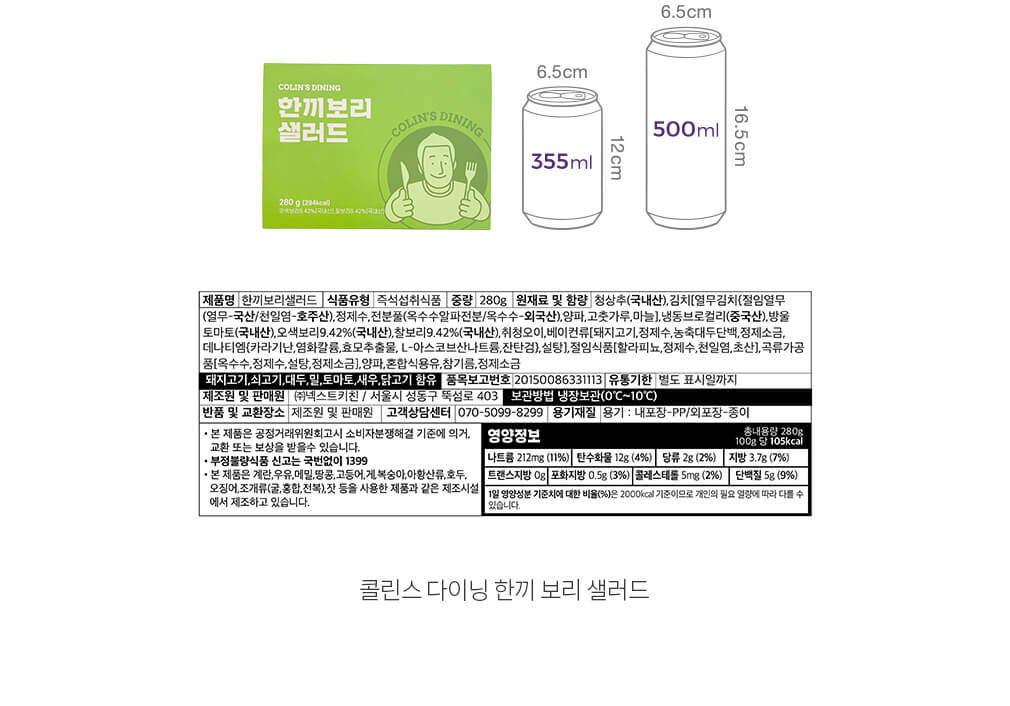 6.5cm
COLIN'S DINING
한끼보리
샐러드
COLIN'S DINING
280 g (294kcal)
오색보리9.42%(국내산), 찰보리9.42%(국내산)
6.5cm
355ml
12cm
500ml
16.5cm
제품명 한끼보리샐러드 식품유형 즉석섭취식품 중량 280g 원재료 및 함량 청상추(국내산),김치[열무김치{절임열무
(열무-국산/천일염-호주산),정제수,전분풀(옥수수알파전분/옥수수-외국산),양파,고춧가루,마늘],냉동브로컬리(중국산),방울
토마토(국내산),오색보리9.42%(국내산),찰보리9.42%(국내산),취청오이,베이컨류[돼지고기,정제수,농축대두단백,정제소금,
데나티엠{카라기난,염화칼륨,효모추출물, L-아스코브산나트륨,잔탄검},설탕],절임식품[할라피뇨,정제수,천일염,초산],곡류가공
품[옥수수,정제수,설탕,정제소금],양파,혼합식용유,참기름,정제소금
돼지고기,쇠고기,대두,밀,토마토,새우,닭고기 함유 품목보고번호 20150086331113 유통기한 별도 표시일까지
제조원 및 판매원 ㈜넥스트키친 / 서울시 성동구 뚝섬로 403 보관방법 냉장보관(0℃~10℃)
반품 및 교환장소 제조원 및 판매원 고객상담센터 070-5099-8299 용기재질 용기 : 내포장-PP/외포장-종이
• 본 제품은 공정거래위원회고시 소비자분쟁해결 기준에 의거,
교환 또는 보상을 받을수 있습니다.
• 부정불량식품 신고는 국번없이 1399
• 본 제품은 계란,우유,메밀,땅콩,고등어,게,복숭아,아황산류,호두,
오징어,조개류(굴,홍합,전복),잣 등을 사용한 제품과 같은 제조시설
에서 제조하고 있습니다.
영양정보 총내용량 280g
100g 당 105kcal
나트륨 212mg (11%) 탄수화물 12g (4%) 당류 2g (2%) 지방 3.7g (7%)
트랜스지방 0g 포화지방 0.5g (3%) 콜레스테롤 5mg (2%) 단백질 5g (9%)
1일 영양성분 기준치에 대한 비율(%)은 2000kcal 기준이므로 개인의 필요 열량에 따라 다를 수
있습니다.
콜린스 다이닝 한끼 보리 샐러드